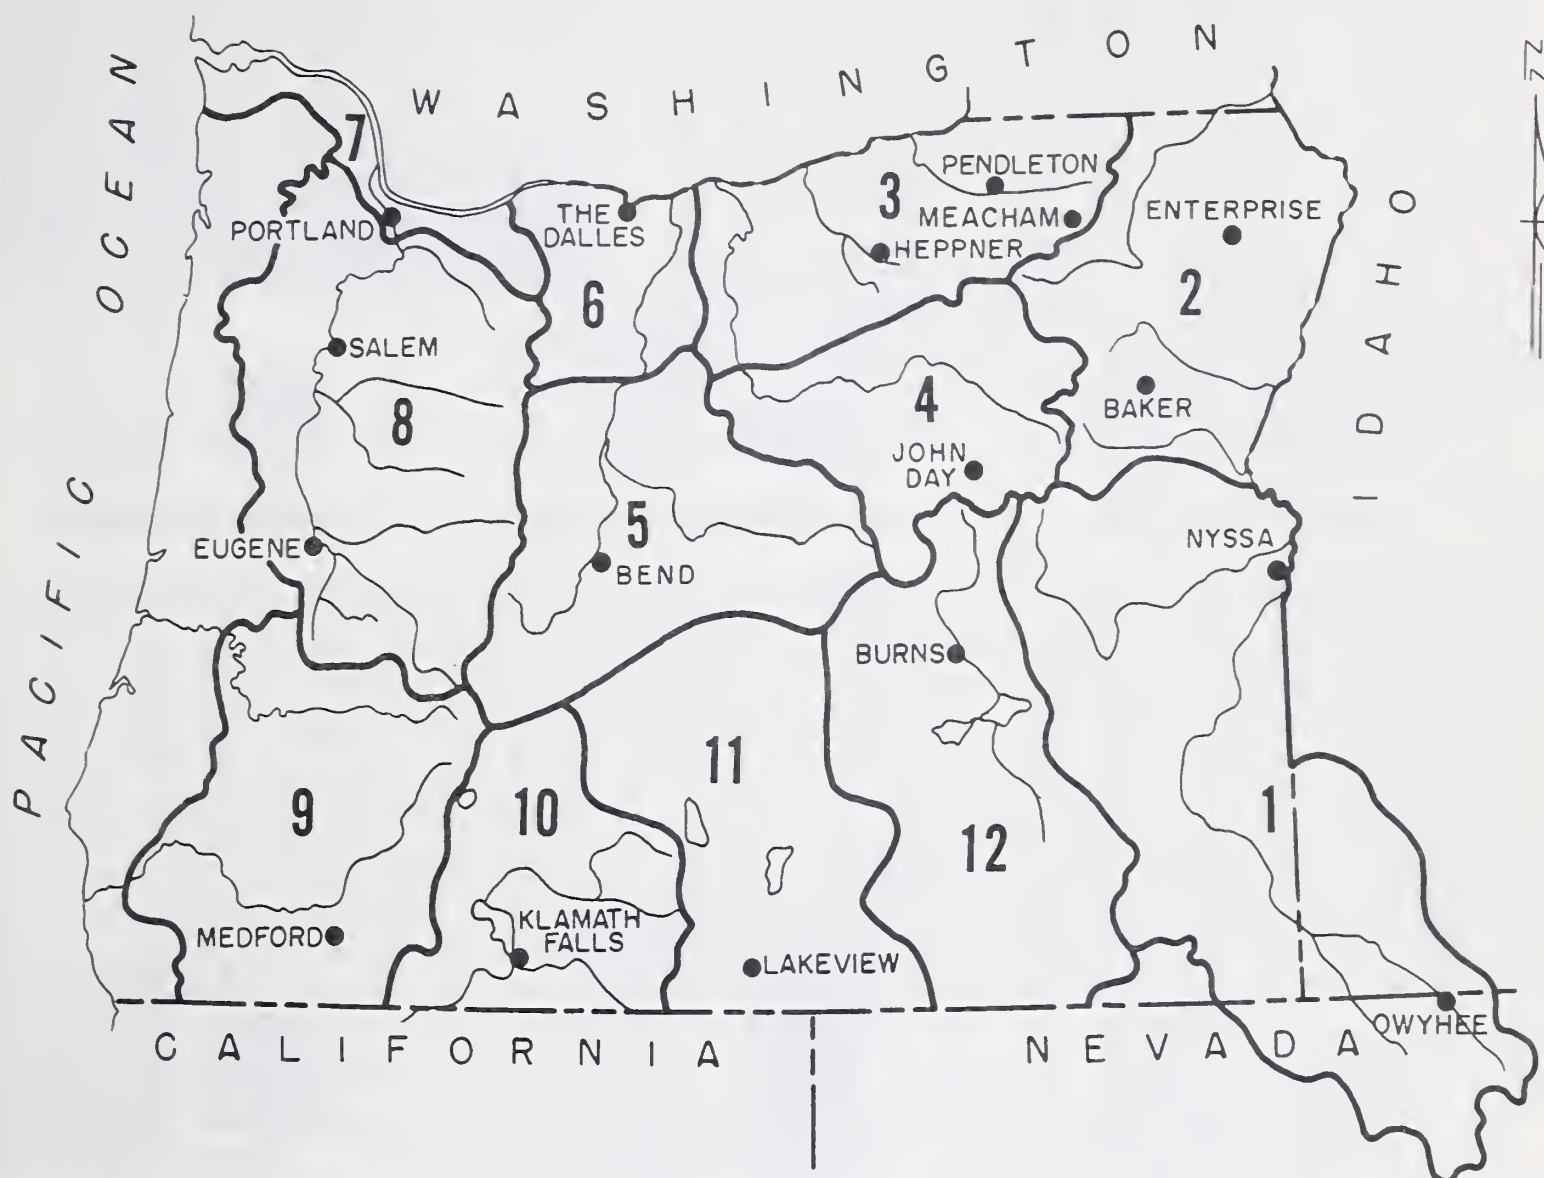 WASHINGTON
OCEAN
PACIFIC
IDAHO
7
PORTLAND
THE
DALLES
6
3
PENDLETON
MEACHAM
HEPPNER
ENTERPRISE
2
SALEM
8
4
JOHN
DAY
BAKER
EUGENE
5
BEND
NYSSA
BURNS
9
10
11
12
1
MEDFORD
KLAMATH
FALLS
LAKEVIEW
OWYHEE
CALIFORNIA
NEVADA